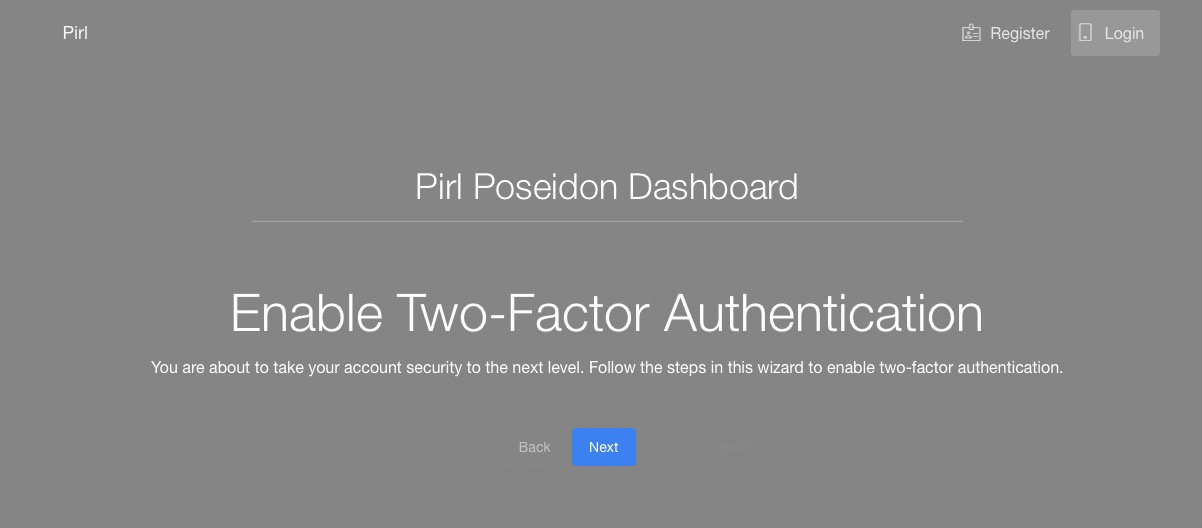 Pirl
Register
Login
Pirl Poseidon Dashboard
Enable Two-Factor Authentication
You are about to take your account security to the next level. Follow the steps in this wizard to enable two-factor authentication.
Back
Next